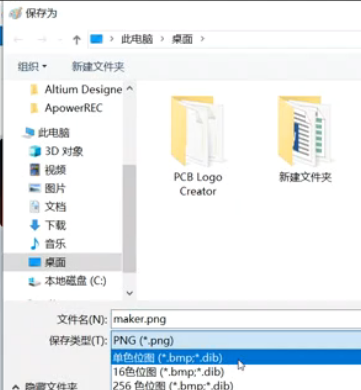 保存为
此电脑 › 桌面 ›
组织 新建文件夹
Altium Designe
ApowerREC
此电脑
3D 对象
视频
图片
文档
下载
音乐
桌面
本地磁盘 (C:)
PCB Logo
Creator
新建文件夹
文件名(N): maker.png
保存类型(T): PNG (*.png)
单色位图 (*.bmp;*.dib)
16色位图 (*.bmp;*.dib)
256 色位图 (*.bmp;*.dib)
隐藏文件夹